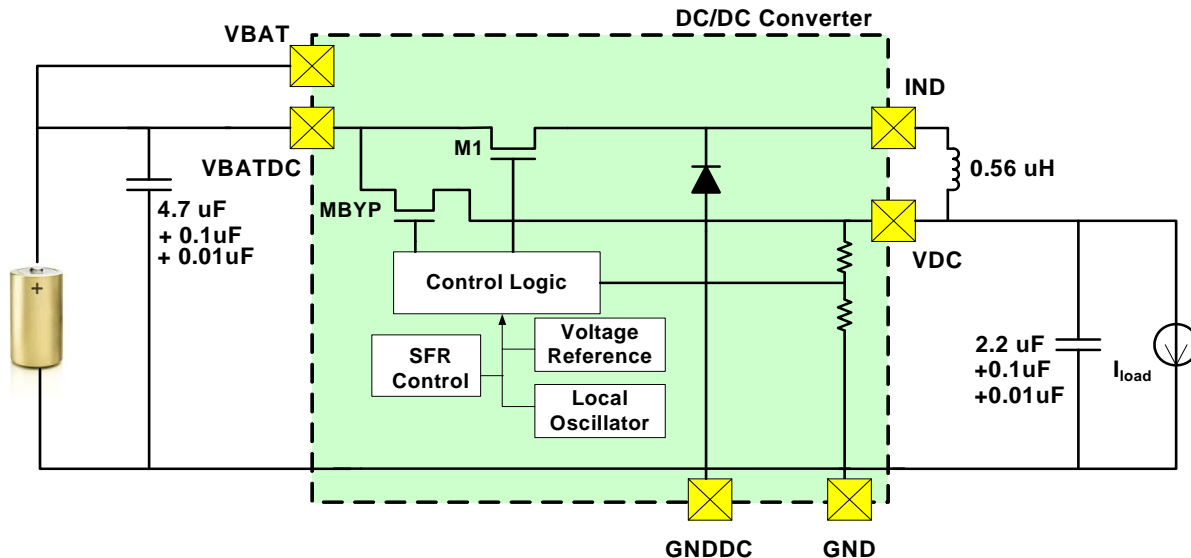 DC/DC Converter
VBAT
IND
VBATDC
M1
0.56 uH
4.7 uF
+ 0.1uF
+ 0.01uF
MBYP
VDC
+
Control Logic
Voltage
Reference
SFR
Control
2.2 uF
+0.1uF
+0.01uF
Iload
Local
Oscillator
GNDDC
GND